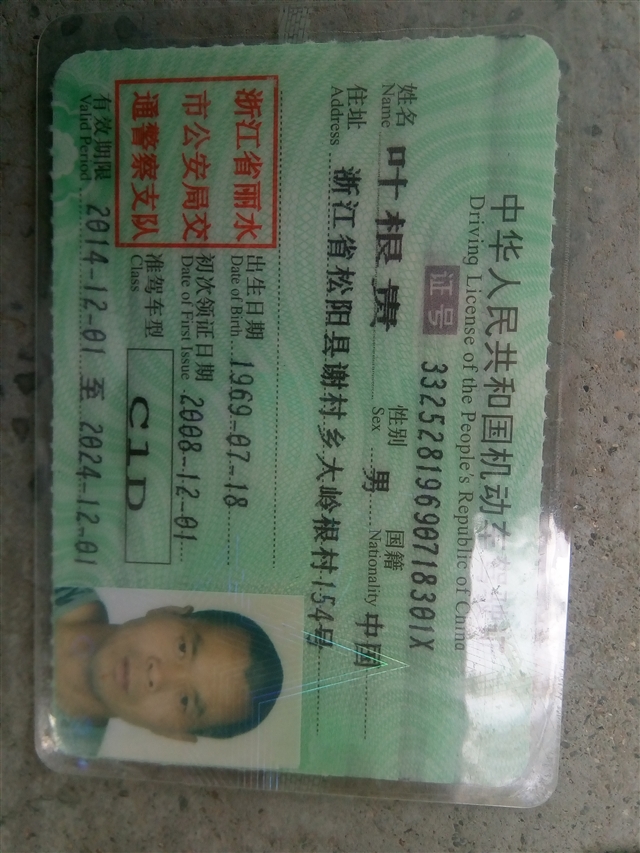 中华人民共和国机动车
Driving License of the People's Republic of China
证号 33252819690718301X
姓名 叶根贵 性别 男 国籍 中国
Name Sex Nationality
住址 浙江省松阳县谢村乡大岭根村154号
Address
浙江省丽水
市公安局交
通警察支队
出生日期 1969-07-18
Date of Birth
初次领证日期 2008-12-01
Date of First Issue
准驾车型 C1D
Class
有效期限 2014-12-01 至 2024-12-01
Valid Period